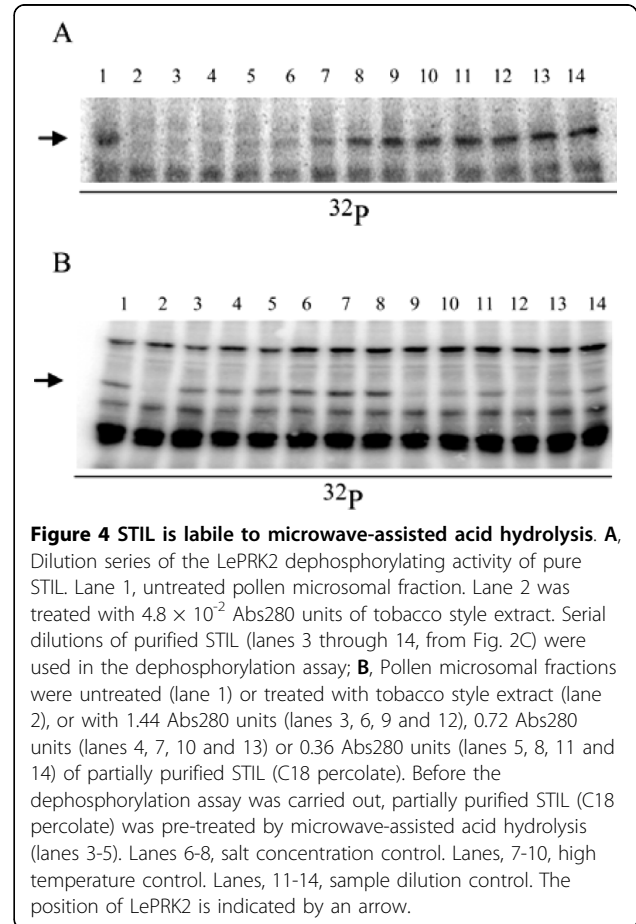 A
1 2 3 4 5 6 7 8 9 10 11 12 13 14
32P
B
1 2 3 4 5 6 7 8 9 10 11 12 13 14
32P
Figure 4 STIL is labile to microwave-assisted acid hydrolysis. A,
Dilution series of the LePRK2 dephosphorylating activity of pure
STIL. Lane 1, untreated pollen microsomal fraction. Lane 2 was
treated with 4.8 × 10-2 Abs280 units of tobacco style extract. Serial
dilutions of purified STIL (lanes 3 through 14, from Fig. 2C) were
used in the dephosphorylation assay; B, Pollen microsomal fractions
were untreated (lane 1) or treated with tobacco style extract (lane
2), or with 1.44 Abs280 units (lanes 3, 6, 9 and 12), 0.72 Abs280
units (lanes 4, 7, 10 and 13) or 0.36 Abs280 units (lanes 5, 8, 11 and
14) of partially purified STIL (C18 percolate). Before the
dephosphorylation assay was carried out, partially purified STIL (C18
percolate) was pre-treated by microwave-assisted acid hydrolysis
(lanes 3-5). Lanes 6-8, salt concentration control. Lanes, 7-10, high
temperature control. Lanes, 11-14, sample dilution control. The
position of LePRK2 is indicated by an arrow.